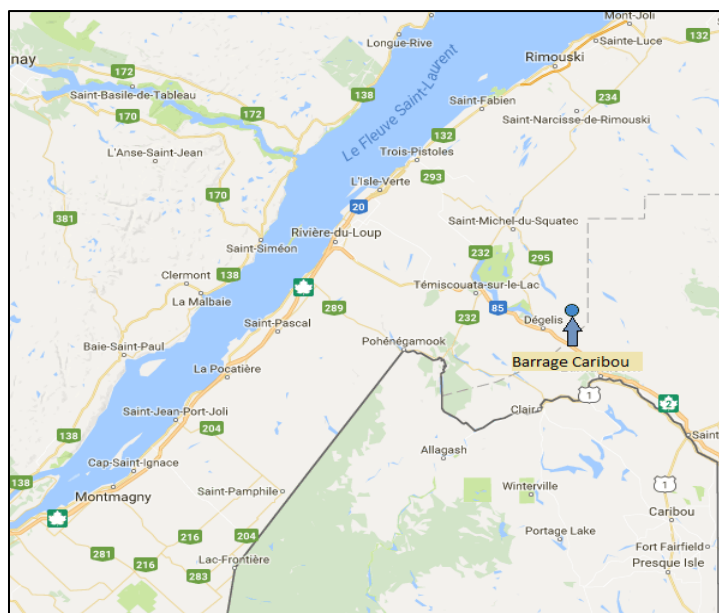 Mont-Joli
Longue-Rive
Sainte-Luce
132
nay
172
Rimouski
Saint-Basile-de-Tableau
138
170
172
Saint-Fabien
234
Saint-Narcisse-de-Rimouski
Le Fleuve Saint-Laurent
132
L'Anse-Saint-Jean
Trois-Pistoles
293
L'Isle-Verte
170
20
381
Saint-Michel-du-Squatec
Rivière-du-Loup
Saint-Siméon
232
295
Clermont
138
La Malbaie
289
Témiscouata-sur-le-Lac
85
232
Dégelis
Saint-Pascal
Pohénégamook
Baie-Saint-Paul
Barrage Caribou
La Pocatière
1
2
Saint-Jean-Port-Joli
Clair
204
Saint
138
Allagash
Cap-Saint-Ignace
138
Saint-Pamphile
Winterville
1
Montmagny
Caribou
Portage Lake
216
204
Fort Fairfield
281
216
Lac-Frontière
Presque Isle
283